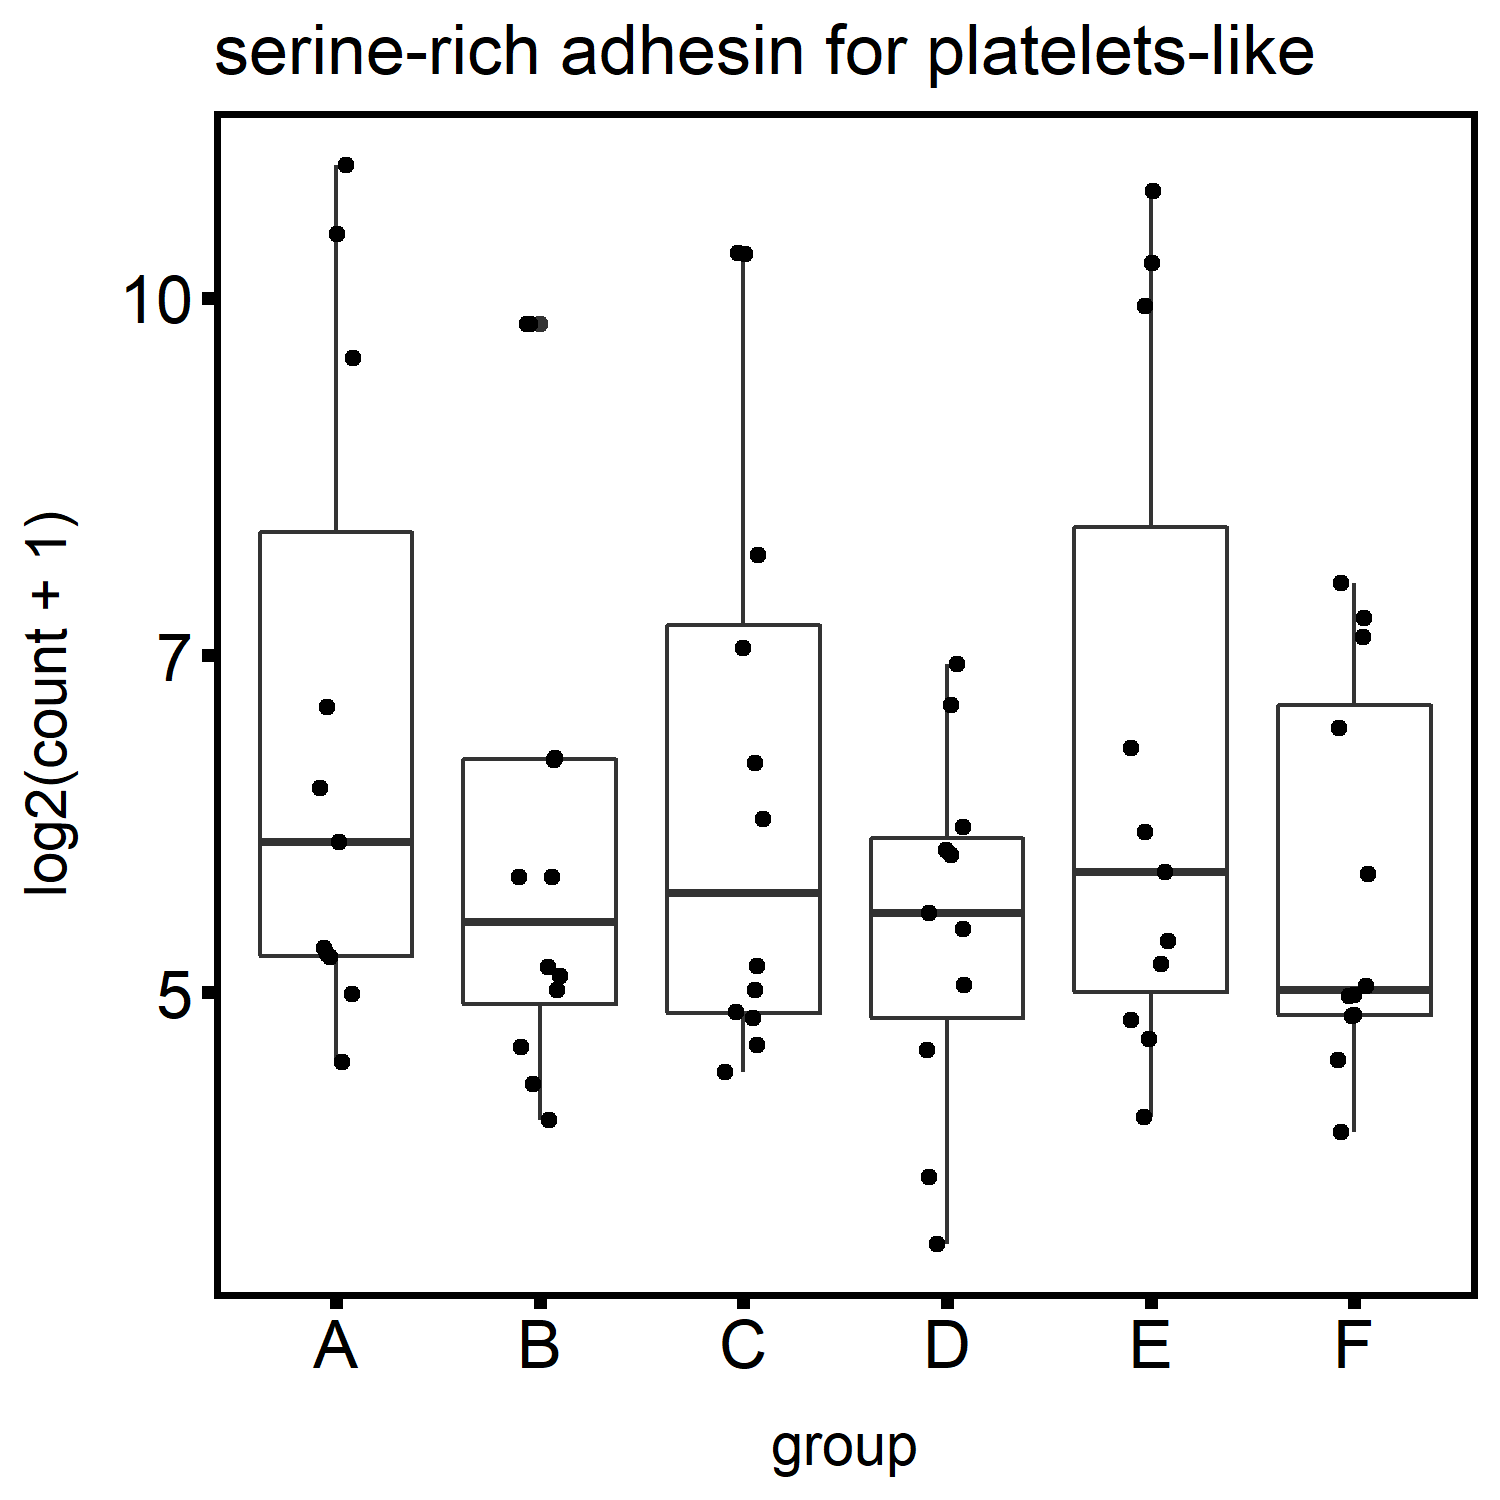 serine-rich adhesin for platelets-like
log2(count + 1)
10
7
5
A B C D E F
group